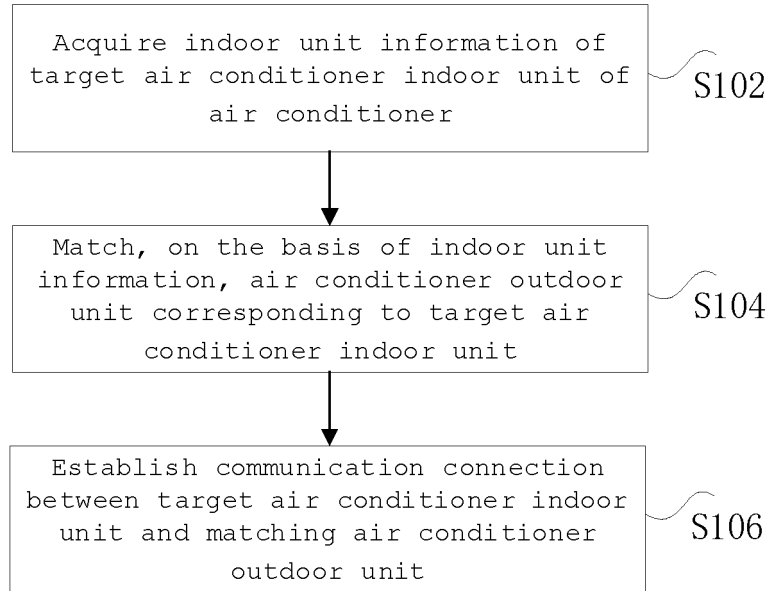 Acquire indoor unit information of
target air conditioner indoor unit of
air conditioner
S102
Match, on the basis of indoor unit
information, air conditioner outdoor
unit corresponding to target air
conditioner indoor unit
S104
Establish communication connection
between target air conditioner indoor
unit and matching air conditioner
outdoor unit
S106